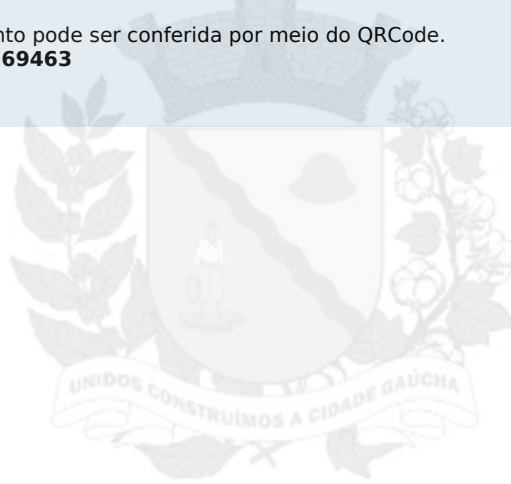 nto pode ser conferida por meio do QRCode.
69463
UNIDOS CONSTRUÍMOS A CIDADE GAÚCHA